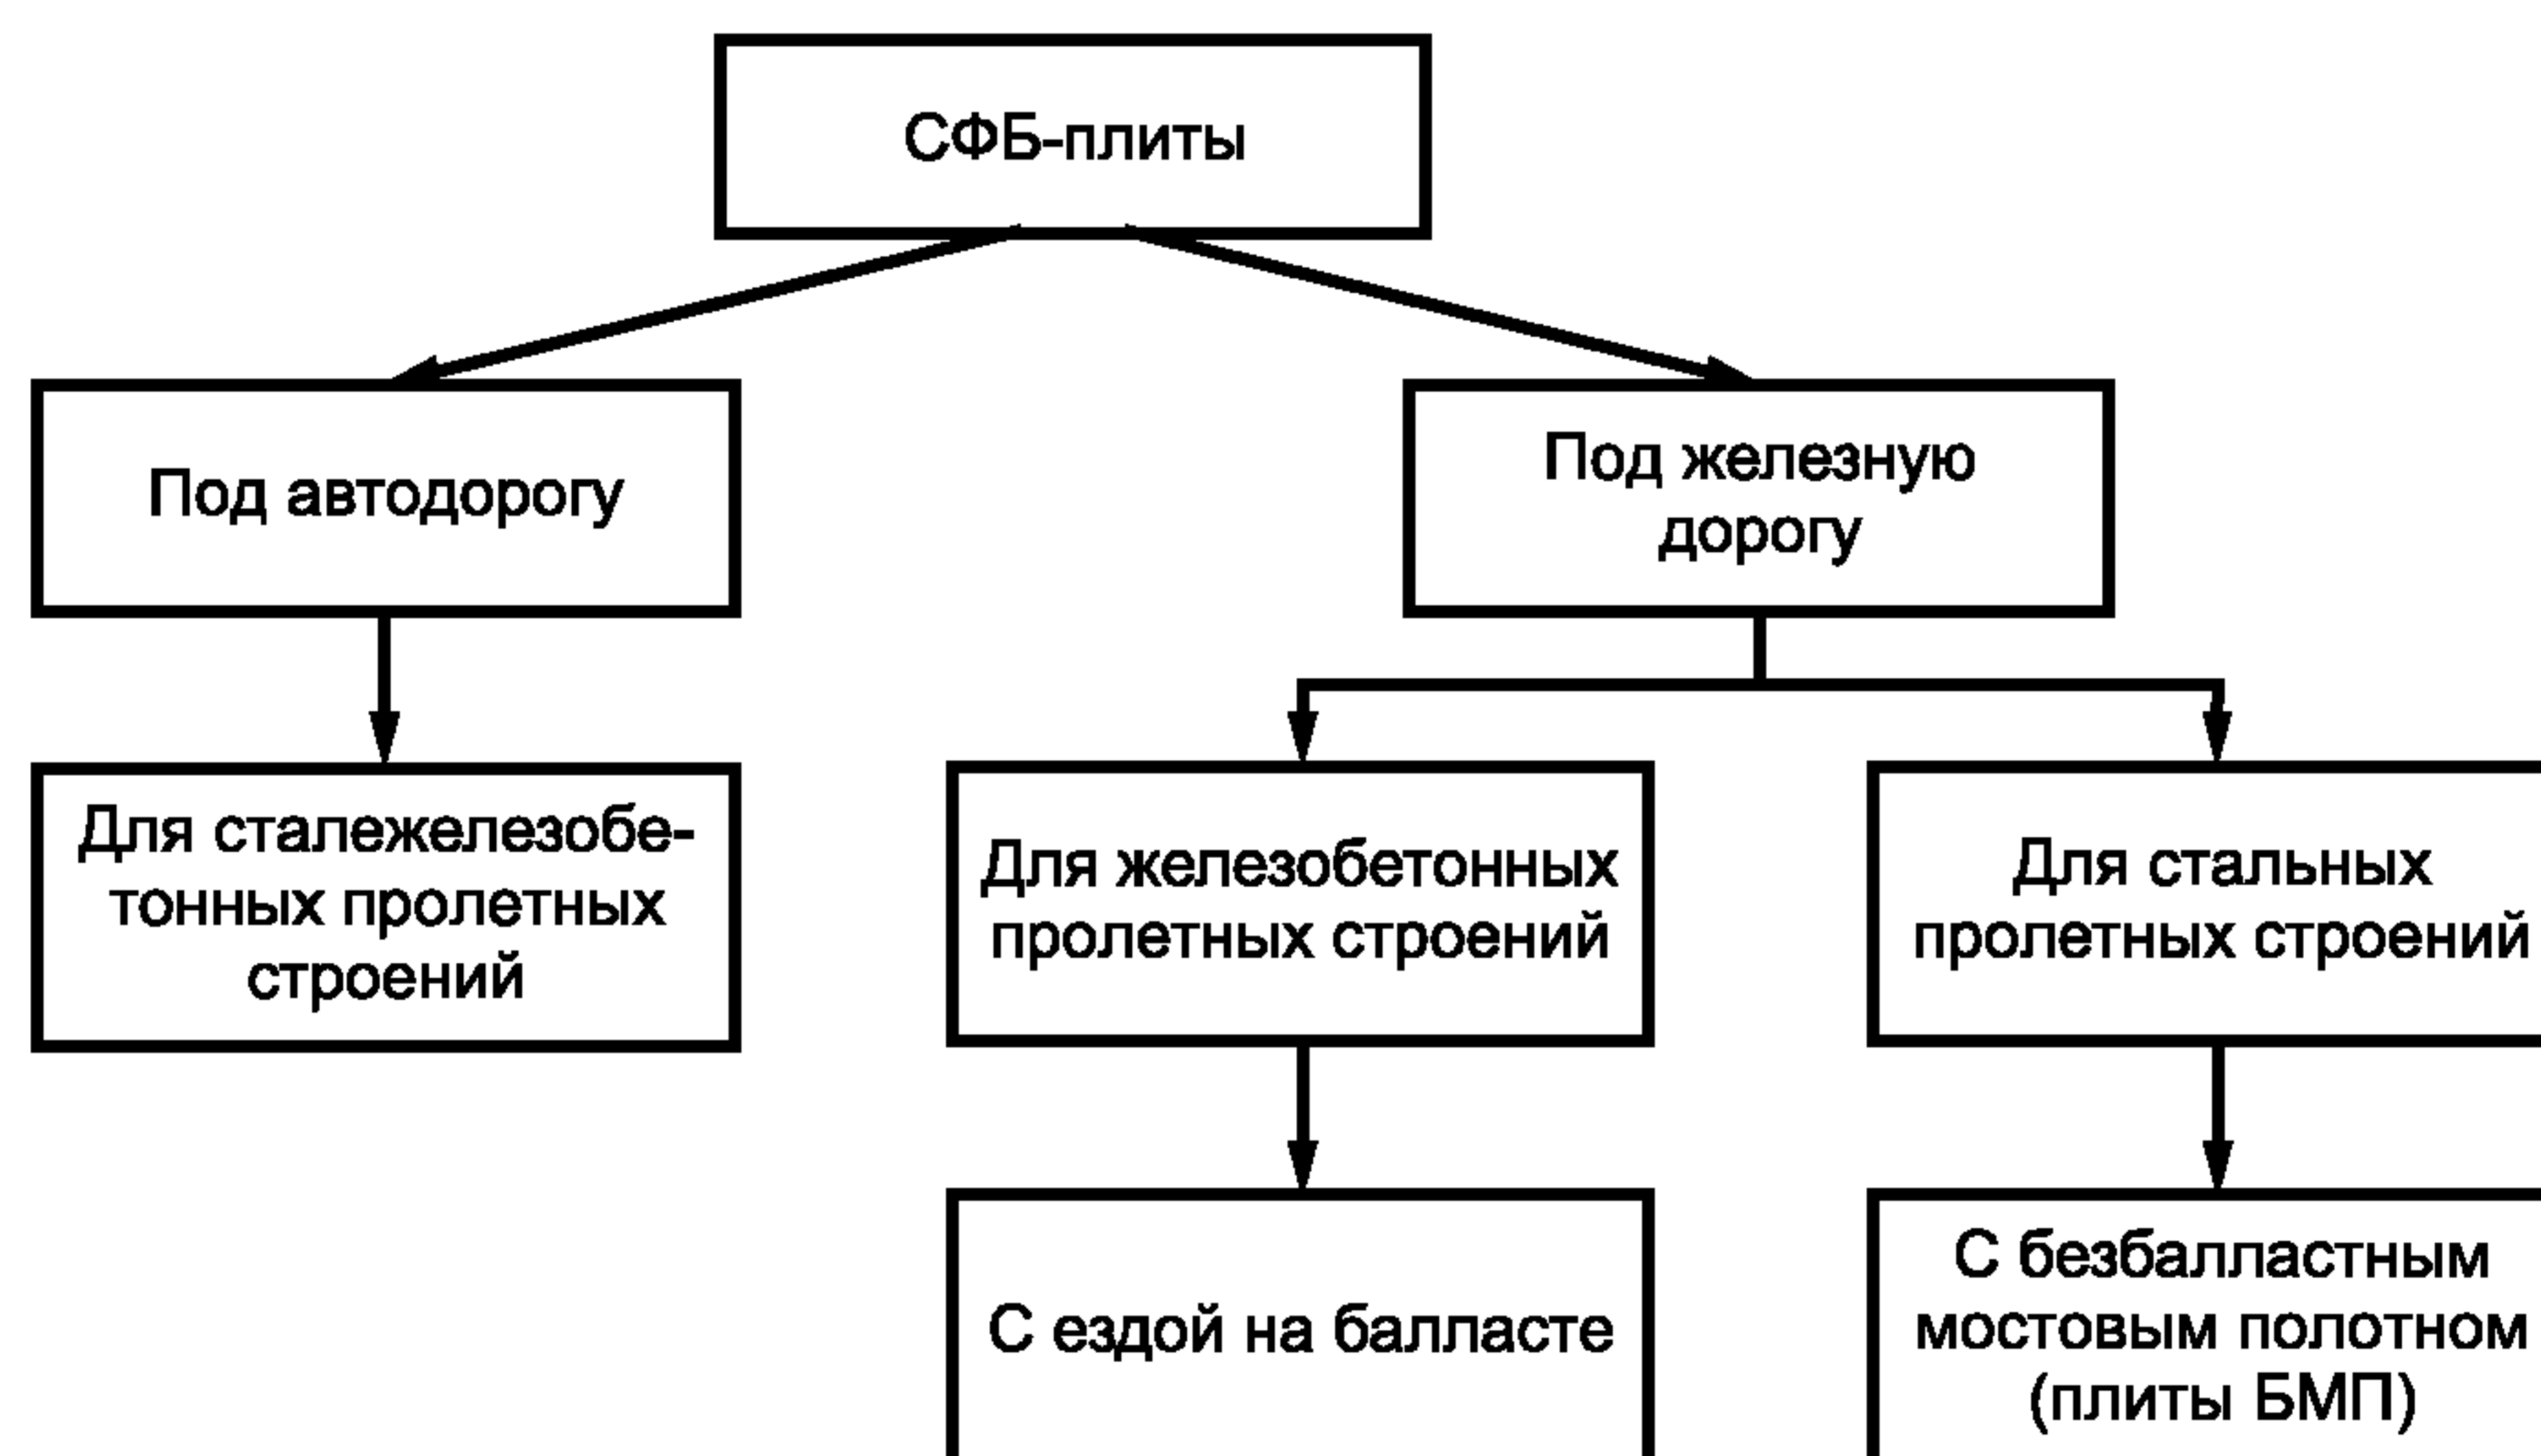 СФБ-плиты
Под автодорогу
Под железную
дорогу
Для сталежелезобе-
тонных пролетных
строений
Для железобетонных
пролетных строений
Для стальных
пролетных строений
С ездой на балласте
С безбалластным
мостовым полотном
(плиты БМП)